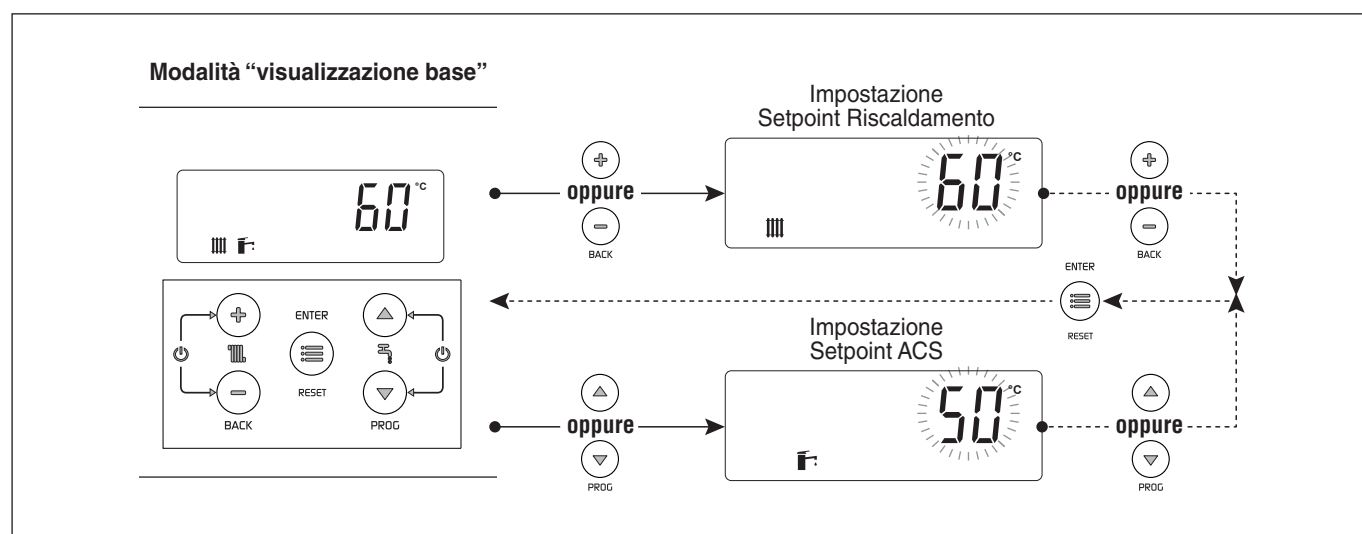 Modalità “visualizzazione base”
60 °C
ENTER
RESET
BACK
PROG
oppure
BACK
Impostazione
Setpoint Riscaldamento
60 °C
oppure
BACK
ENTER
RESET
oppure
PROG
Impostazione
Setpoint ACS
50 °C
oppure
PROG